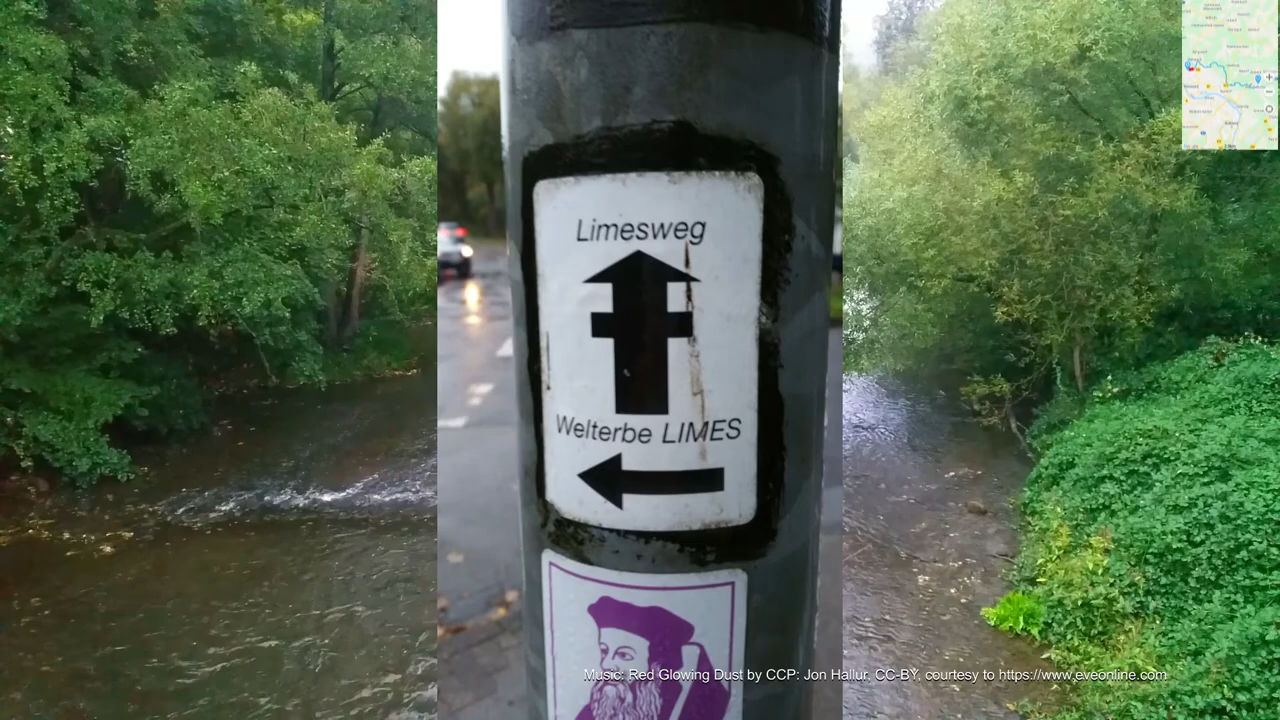 Limesweg
Welterbe LIMES
Music: Red Glowing Dust by CCP: Jon Hallur. CC-BY, courtesy to https://www.eveonline.com